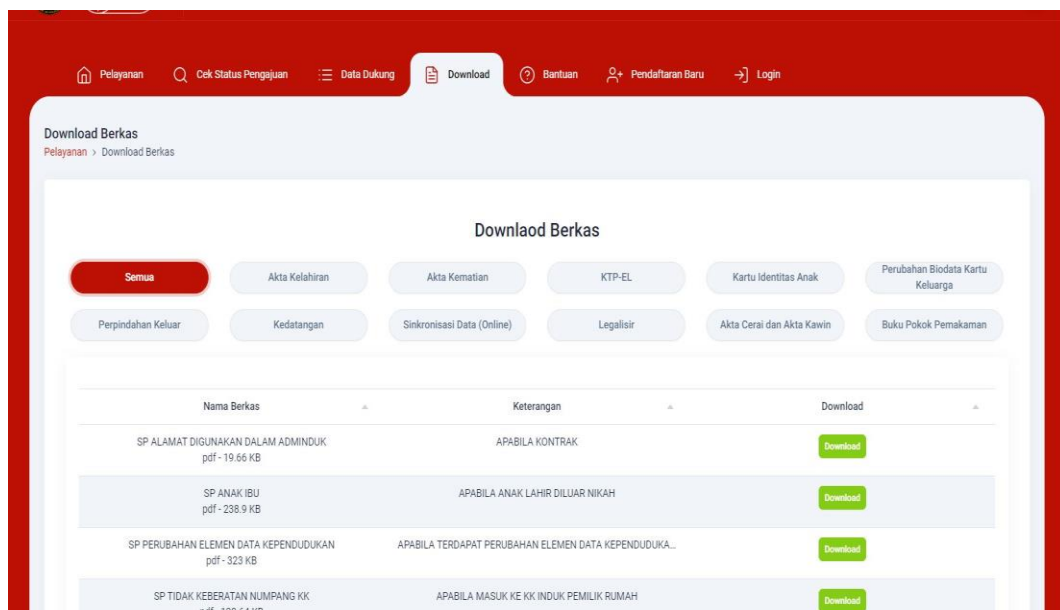 Pelayanan Cek Status Pengajuan Data Dukung Download Bantuan Pendaftaran Baru Login
Download Berkas
Pelayanan > Download Berkas
Downlaod Berkas
Semua Akta Kelahiran Akta Kematian KTP-EL Kartu Identitas Anak Perubahan Biodata Kartu
Keluarga
Perpindahan Keluar Kedatangan Sinkronisasi Data (Online) Legalisir Akta Cerai dan Akta Kawin Buku Pokok Pemakaman
Nama Berkas Keterangan Download
SP ALAMAT DIGUNAKAN DALAM ADMINDUK APABILA KONTRAK Download
pdf - 19.66 KB
SP ANAK IBU APABILA ANAK LAHIR DILUAR NIKAH Download
pdf - 238.9 KB
SP PERUBAHAN ELEMEN DATA KEPENDUDUKAN APABILA TERDAPAT PERUBAHAN ELEMEN DATA KEPENDUDUKA... Download
pdf - 323 KB
SP TIDAK KEBERATAN NUMPANG KK APABILA MASUK KE KK INDUK PEMILIK RUMAH Download